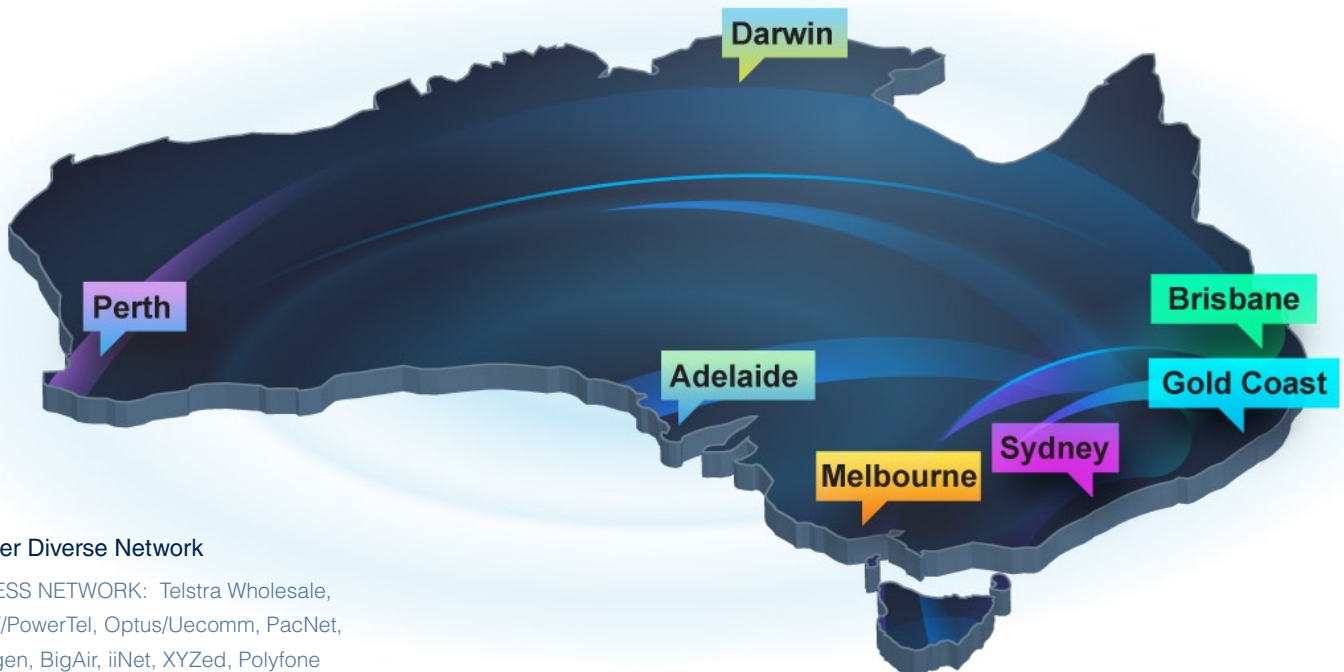 Darwin
Perth
Brisbane
Adelaide
Gold Coast
Sydney
Melbourne
er Diverse Network
ESS NETWORK: Telstra Wholesale,
/PowerTel, Optus/Uecomm, PacNet,
gen, BigAir, iiNet, XYZed, Polyfone